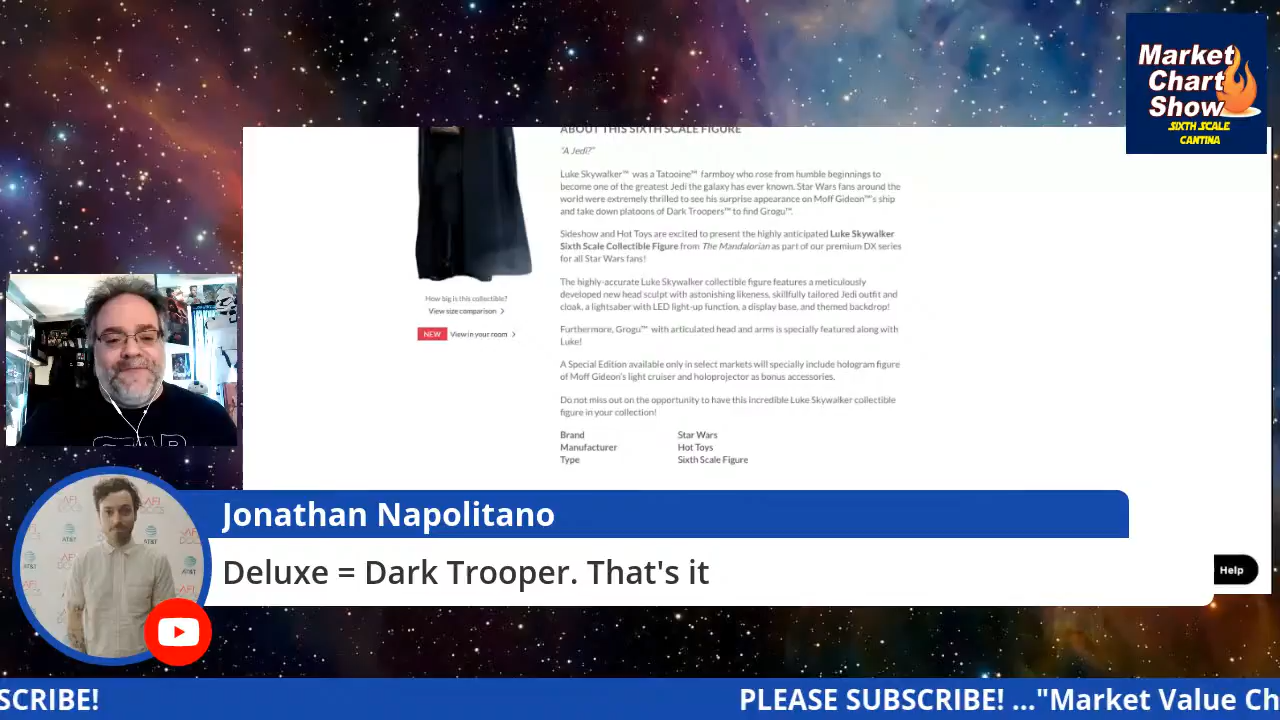 Market
Chart
Show
SIXTH SCALE
CANTINA
ABOUT THIS SIXTH SCALE FIGURE
"A Jedi?"
Luke Skywalker™ was a Tatooine™ farmboy who rose from humble beginnings to
become one of the greatest Jedi the galaxy has ever known. Star Wars fans around the
world were extremely thrilled to see his surprise appearance on Moff Gideon™'s ship
and take down platoons of Dark Troopers™ to find Grogu™.
Sideshow and Hot Toys are excited to present the highly anticipated Luke Skywalker
Sixth Scale Collectible Figure from The Mandalorian as part of our premium DX series
for all Star Wars fans!
The highly-accurate Luke Skywalker collectible figure features a meticulously
developed new head sculpt with astonishing likeness, skillfully tailored Jedi outfit and
cloak, a lightsaber with LED light-up function, a display base, and themed backdrop!
Furthermore, Grogu™ with articulated head and arms is specially featured along with
Luke!
A Special Edition available only in select markets will specially include hologram figure
of Moff Gideon's light cruiser and holoprojector as bonus accessories.
Do not miss out on the opportunity to have this incredible Luke Skywalker collectible
figure in your collection!
Brand Star Wars
Manufacturer Hot Toys
Type Sixth Scale Figure
How big is this collectible?
View size comparison >
NEW View in your room >
Help
AFI
AT&T
Jonathan Napolitano
Deluxe = Dark Trooper. That's it
SCRIBE! PLEASE SUBSCRIBE! ..."Market Value Ch